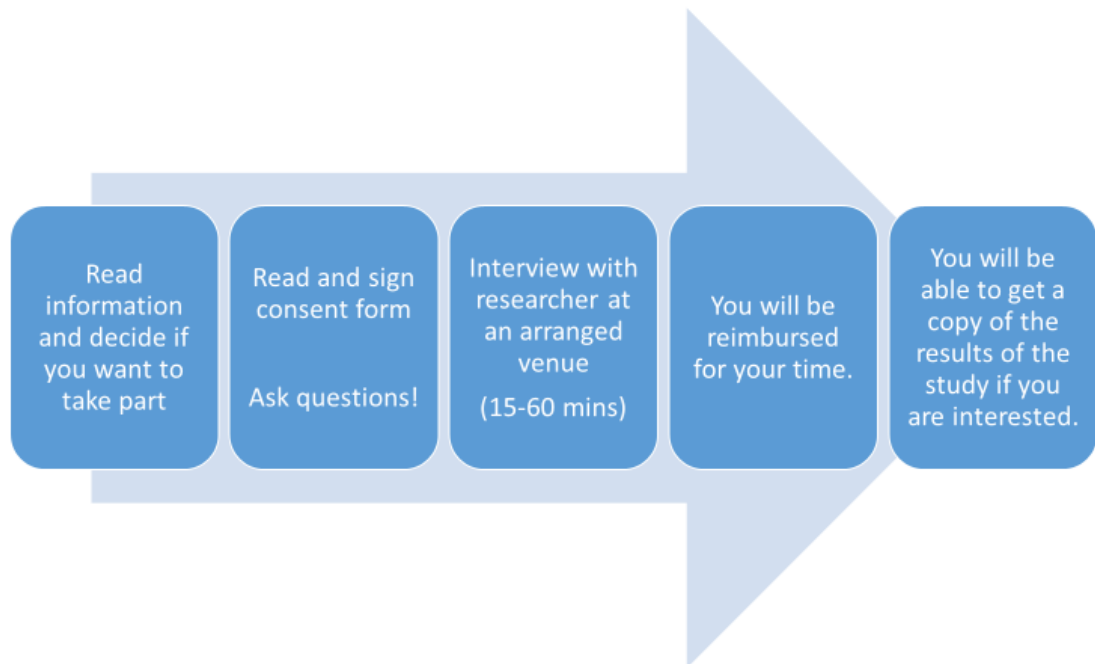 Read
information
and decide if
you want to
take part
Read and sign
consent form
Ask questions!
Interview with
researcher at
an arranged
venue
(15-60 mins)
You will be
reimbursed
for your time.
You will be
able to get a
copy of the
results of the
study if you
are interested.